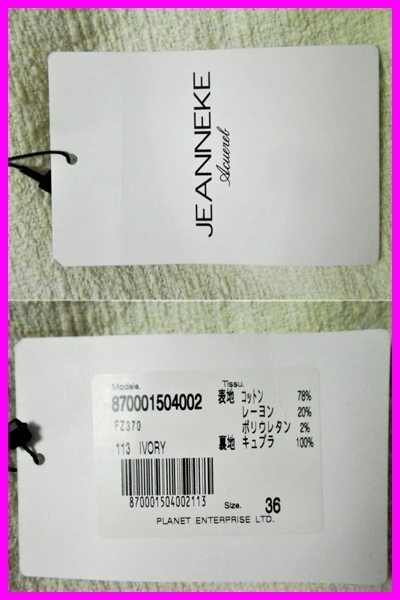 JEANNEKE
Acuereb
Modele.
870001504002
FZ370
113 IVORY
Tissu.
表地 コットン 78%
レーヨン 20%
ポリウレタン 2%
裏地 キュプラ 100%
870001504002113
Size. 36
PLANET ENTERPRISE LTD.